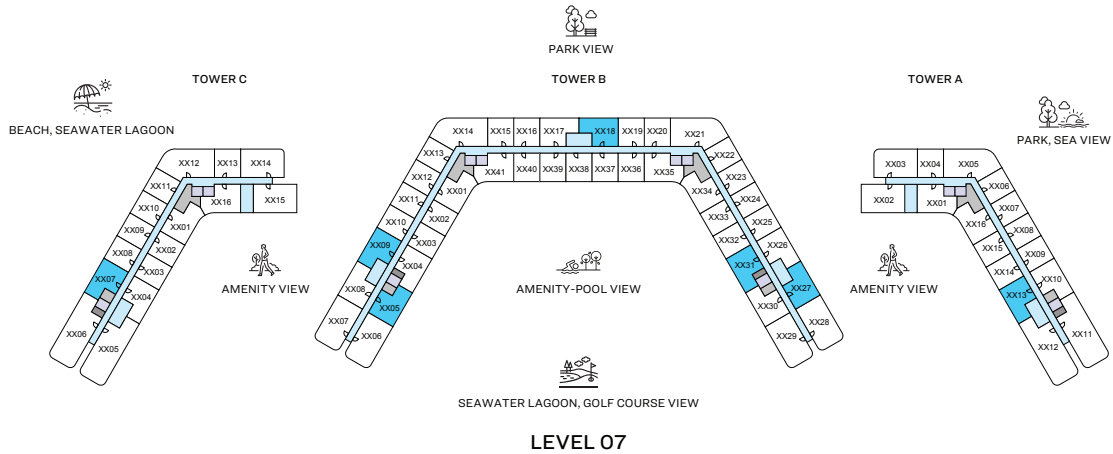 PARK VIEW
TOWER C
TOWER B
TOWER A
BEACH, SEAWATER LAGOON
PARK, SEA VIEW
XX12
XX13
XX14
XX11
XX10
XX09
XX08
XX07
XX06
XX05
XX04
XX03
XX02
XX01
XX16
XX15
XX14
XX15
XX16
XX17
XX18
XX19
XX20
XX21
XX13
XX12
XX11
XX10
XX09
XX08
XX07
XX06
XX05
XX04
XX03
XX02
XX01
XX41
XX40
XX39
XX38
XX37
XX36
XX35
XX34
XX33
XX32
XX31
XX30
XX29
XX22
XX23
XX24
XX25
XX26
XX27
XX28
XX03
XX04
XX05
XX02
XX01
XX06
XX07
XX08
XX09
XX10
XX11
XX16
XX15
XX14
XX13
XX12
AMENITY VIEW
AMENITY-POOL VIEW
AMENITY VIEW
SEAWATER LAGOON, GOLF COURSE VIEW
LEVEL 07